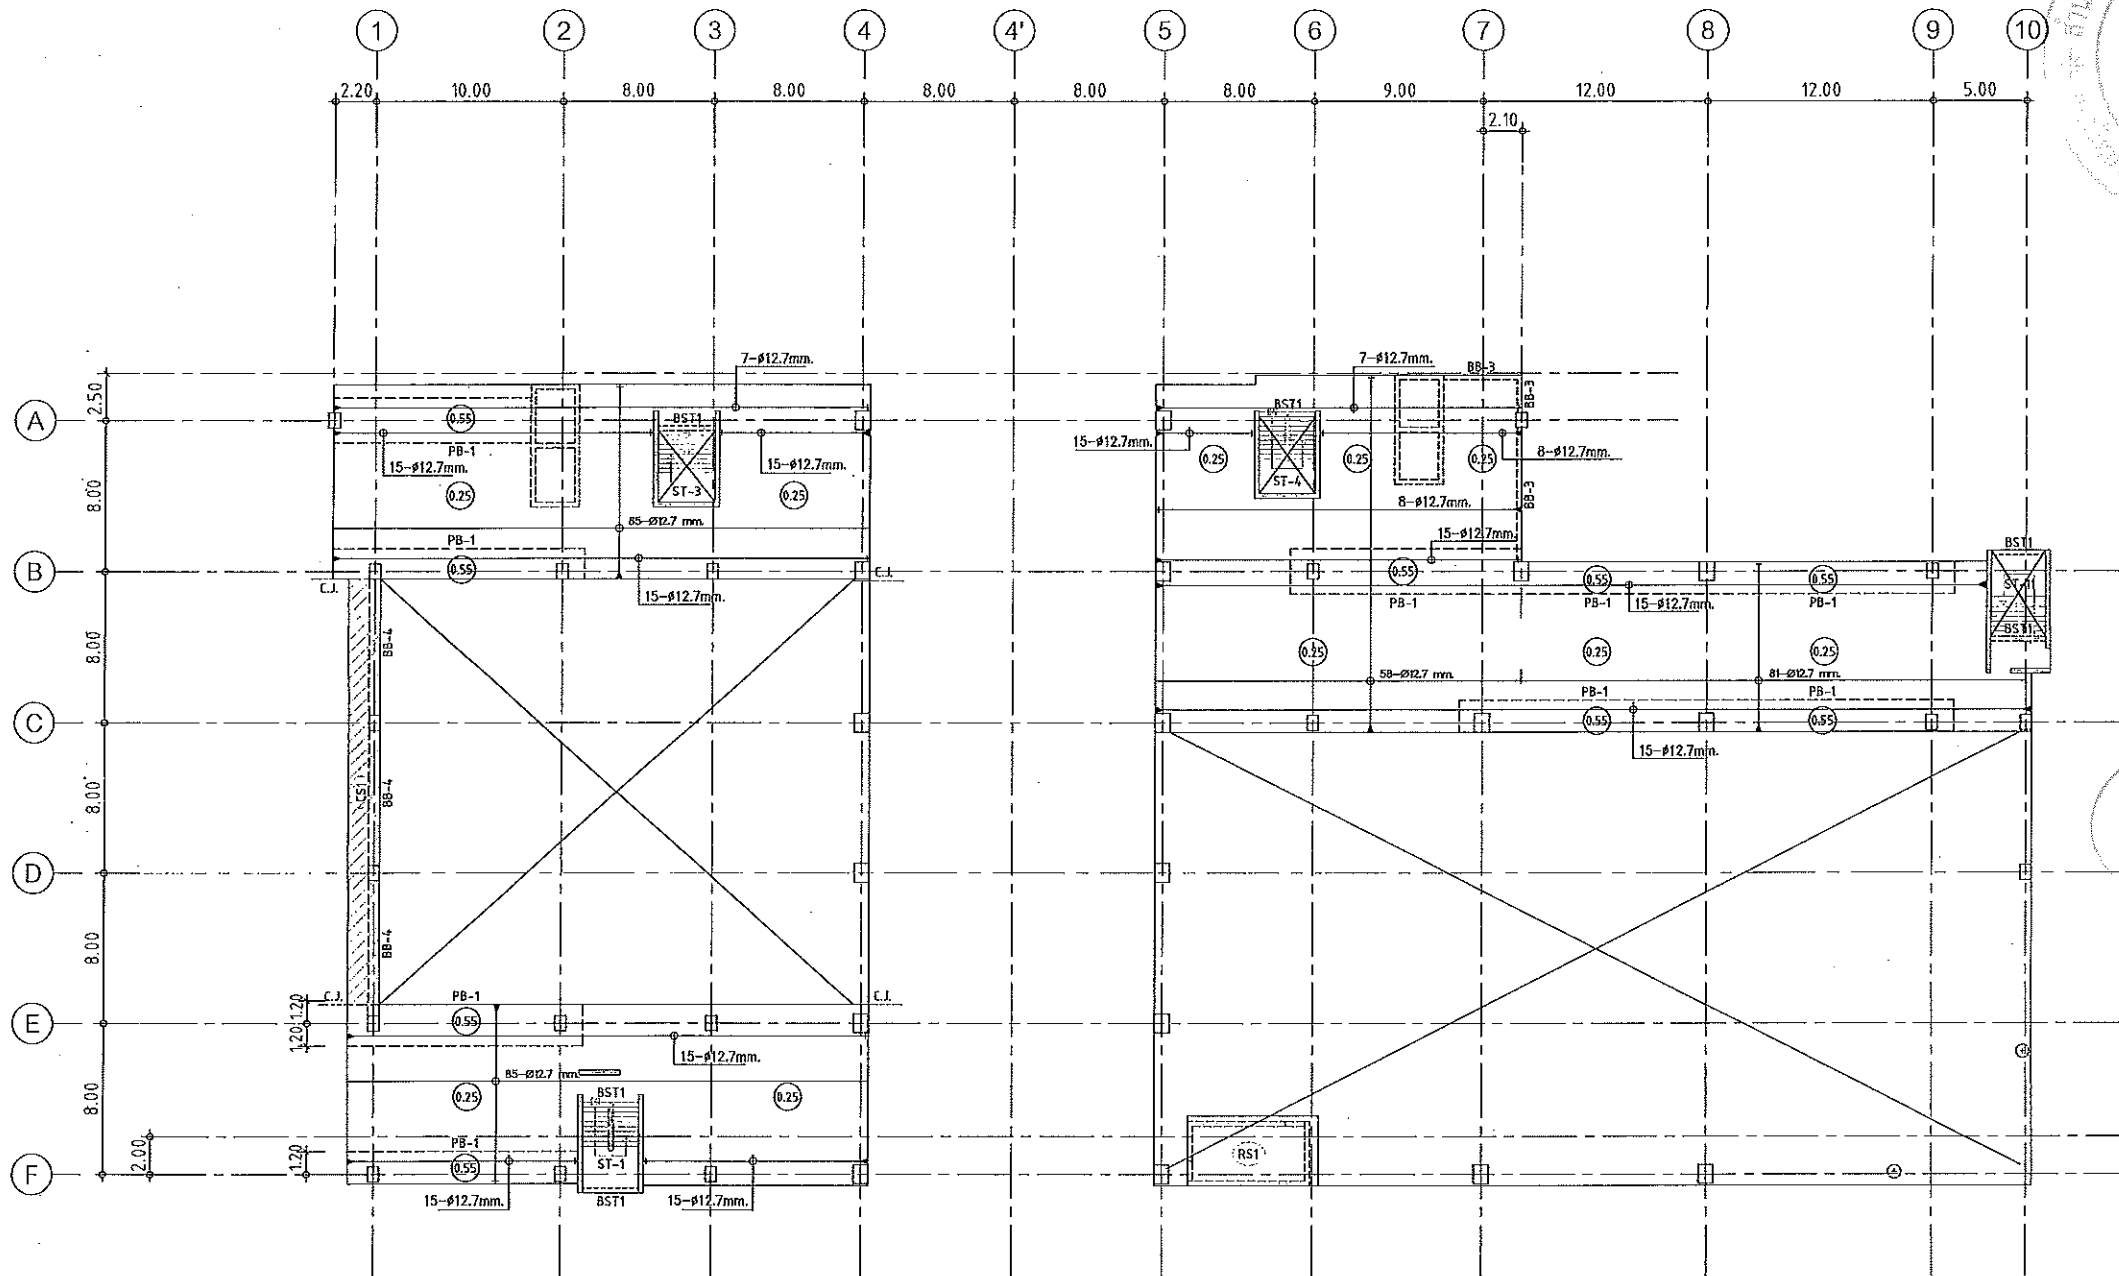 1 2 3 4 4' 5 6 7 8 9 10
2.20 10.00 8.00 8.00 8.00 8.00 8.00 9.00 12.00 12.00 5.00
2.10
7-ø12.7mm. 7-ø12.7mm. BB-3
2.50 BB-3
A 0.55 BST1 BST1
PB-1 15-ø12.7mm. 8-ø12.7mm.
15-ø12.7mm. 15-ø12.7mm. 0.25 0.25 0.25
8.00 0.25 ST-3 0.25 ST-4 BB-3
8-ø12.7mm.
85-Ø12.7 mm.
PB-1 15-ø12.7mm. BST1
B 0.55 C.J. 0.55 0.55 0.55
C.J. 15-ø12.7mm. PB-1 PB-1 15-ø12.7mm. PB-1
BST1
8.00 BB-4 0.25 0.25 0.25
58-Ø12.7 mm. 81-Ø12.7 mm.
PB-1 PB-1
C 0.55 0.55
15-ø12.7mm.
8.00 CS1 BB-4
D
8.00 BB-4
C.J. PB-1 C.J.
1.20
E 0.55
1.20 15-ø12.7mm.
85-Ø12.7 mm.
8.00 0.25 BST1 0.25
PB-1
2.00 1.20 RS1
F 0.55 ST-1
15-ø12.7mm. BST1 15-ø12.7mm.